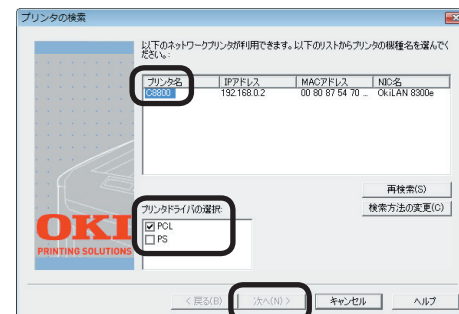 プリンタの検索
以下のネットワークプリンタが利用できます。以下のリストからプリンタの機種名を選んでく
ださい。:
プリンタ名 IPアドレス MACアドレス NIC名
C8800 192.168.0.2 00 80 87 54 70 ... OkiLAN 8300e
再検索(S)
検索方法の変更(C)
プリンタドライバの選択:
PCL
PS
OKI
PRINTING SOLUTIONS
< 戻る(B)
次へ(N) >
キャンセル
ヘルプ